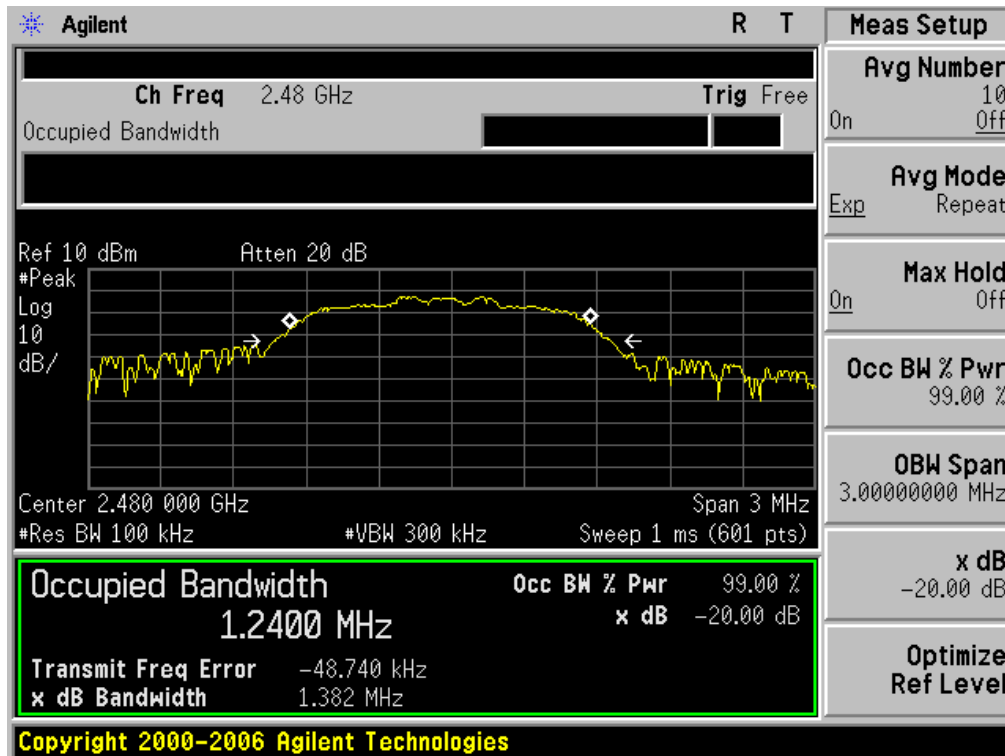 Agilent R T
Ch Freq 2.48 GHz Trig Free
Occupied Bandwidth
Ref 10 dBm Atten 20 dB
#Peak
Log
10
dB/
Center 2.480 000 GHz Span 3 MHz
#Res BW 100 kHz #VBW 300 kHz Sweep 1 ms (601 pts)
Occupied Bandwidth
1.2400 MHz
Occ BW % Pwr 99.00 %
x dB -20.00 dB
Transmit Freq Error -48.740 kHz
x dB Bandwidth 1.382 MHz
Copyright 2000-2006 Agilent Technologies
Meas Setup
Avg Number
10
On Off
Avg Mode
Exp Repeat
Max Hold
On Off
Occ BW % Pwr
99.00 %
OBW Span
3.00000000 MHz
x dB
-20.00 dB
Optimize
Ref Level